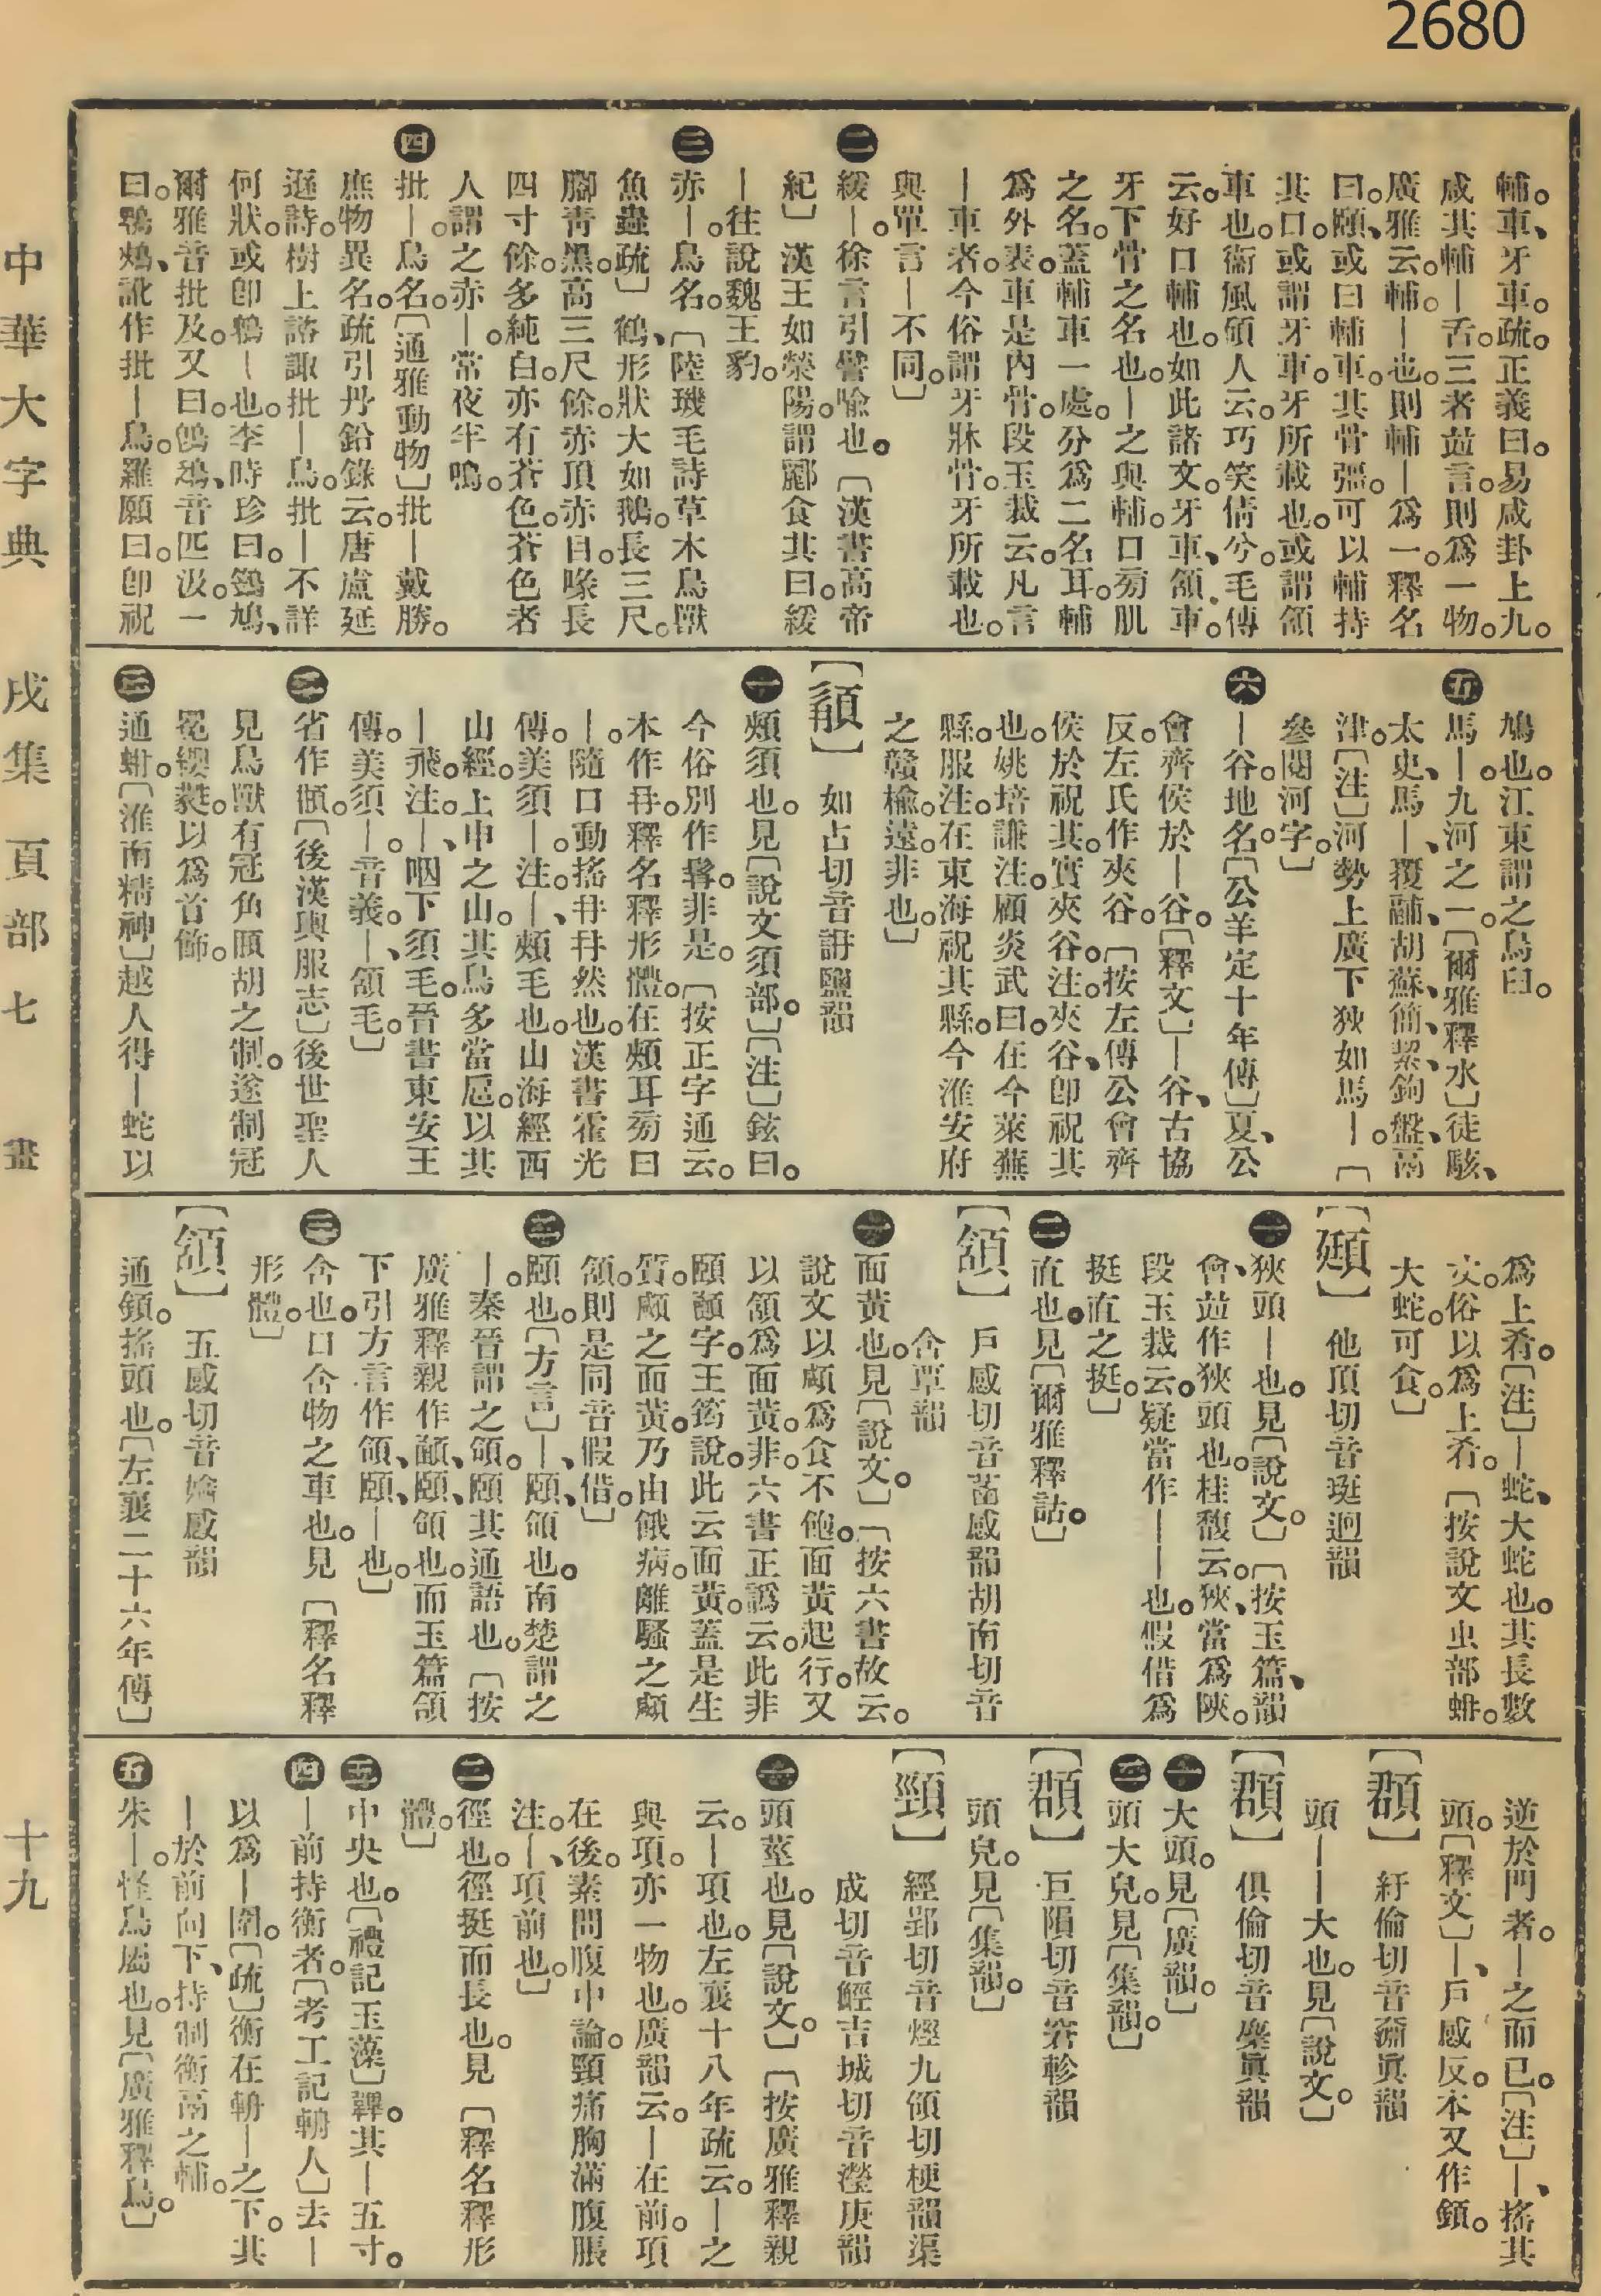 2680
輔。車、牙車。疏。正義曰。易咸卦上九。
咸其輔｜舌。三者竝言。則爲一物。
廣雅云。輔。｜也。則輔｜爲一。釋名
曰。頤、或曰輔車。其骨强。可以輔持
其口。或謂牙車。牙所載也。或謂頷
車也。衞風碩人云。巧笑倩兮。毛傳
云。好口輔也。如此諸文。牙車、頷車。
牙下骨之名也。｜之與輔。口旁肌
之名。蓋輔車一處。分爲二名耳。輔
爲外表。車是內骨。段玉裁云。凡言
｜車者。今俗謂牙牀骨。牙所載也。
與單言｜不同。〕
二緩｜。徐言引譬喻也。〔漢書高帝
紀〕漢王如滎陽。謂酈食其曰。緩
｜往說魏王豹。
三赤｜。鳥名。〔陸璣毛詩草木鳥獸
魚蟲疏〕鶴、形狀大如鵝。長三尺。
腳青黑。高三尺餘。赤頂赤目。喙長
四寸餘。多純白。亦有蒼色。蒼色者
人謂之赤｜。常夜半鳴。
四批｜。鳥名。〔通雅動物〕批｜戴勝。
庶物異名。疏引丹鉛錄云。唐盧延
遜詩。樹上諮諏批｜鳥。批｜不詳
何狀。或卽鵯｜也。李時珍曰。鴔鳩、
爾雅音批及。又曰。鴔鵖、音匹汲。一
曰。鵯鵊、訛作批｜鳥。羅願曰。卽祝
鳩也。江東謂之烏臼。
五馬｜。九河之一。〔爾雅釋水〕徒駭、
太史、馬｜、覆鬴、胡蘇、簡、絜、鉤盤、鬲
津。〔注〕河勢上廣下狹如馬｜。〔
參閱河字。〕
六｜谷。地名。〔公羊定十年傳〕夏、公
會齊侯於｜谷。〔釋文〕｜谷、古協
反。左氏作夾谷。〔按左傳公會齊
侯於祝其。實夾谷。注。夾谷、卽祝其
也。姚培謙注。顧炎武曰。在今萊蕪
縣。服注。在東海祝其縣。今淮安府
之贛楡。遠。非也。〕
〔䫇〕如占切音䛁鹽韻
一頰須也。見〔說文須部。〕〔注〕鉉曰。
今俗別作髯。非是。〔按正字通云。
本作冄。釋名釋形體。在頰耳旁曰
｜。隨口動搖冄冄然也。漢書霍光
傳。美須｜。注。｜、頰毛也。山海經西
山經。上申之山。其鳥多當扈。以其
｜飛。注。｜、咽下須毛。晉書東安王
傳。美須｜。音義。｜、頷毛。〕
二省作䫇。〔後漢輿服志〕後世聖人
見鳥獸有冠角䫇胡之制。遂制冠
冕纓蕤。以爲首飾。
三通蚺。〔淮南精神〕越人得｜蛇以
爲上肴。〔注〕｜蛇、大蛇也。其長數
丈。俗以爲上肴。〔按說文虫部蚺。
大蛇。可食。〕
〔頲〕他頂切音珽迥韻
一狹頭｜也。見〔說文。〕〔按玉篇、韻
會、竝作狹頭也。桂馥云。狹、當爲陝。
段玉裁云。疑當作｜｜也。假借爲
挺直之挺。〕
二直也。見〔爾雅釋詁。〕
〔頷〕戶感切音菡感韻胡南切音
含覃韻
一面黃也。見〔說文。〕〔按六書故云。
說文以顑爲食不飽。面黃起行。又
以頷爲面黃。非。六書正譌云。此非
頤顄字。王筠說。此云面黃。蓋是生
質。顑之面黃。乃由餓病。離騷之顑
頷。則是同音假借。〕
二頤也。〔方言〕｜、頤、頜也。南楚謂之
｜。秦晉謂之頜。頤其通語也。〔按
廣雅釋親作顄、頤、頜也。而玉篇頜
下引方言作頜、頤、｜也。〕
三含也。口含物之車也。見〔釋名釋
形體。〕
〔頷〕五感切音㜝感韻
通顉。搖頭也。〔左襄二十六年傳〕
逆於門者。｜之而已。〔注〕｜、搖其
頭。〔釋文〕｜、戶感反。本又作顉。
〔頵〕紆倫切音奫眞韻
頭｜｜大也。見〔說文。〕
〔頵〕俱倫切音麇眞韻
一大頭。見〔廣韻。〕
二頭大皃。見〔集韻。〕
〔頵〕巨隕切音窘軫韻
頭皃。見〔集韻。〕
〔頸〕經郢切音煙九領切梗韻渠
成切音䲔吉城切音瀅庚韻
一頭莖也。見〔說文。〕〔按廣雅釋親
云。｜項也。左襄十八年疏云。｜之
與項。亦一物也。廣韻云。｜在前。項
在後。素問腹中論。頸痛胸滿腹脹
注。｜、項前也。〕
二徑也。徑挺而長也。見〔釋名釋形
體。〕
三中央也。〔禮記玉藻〕韠。其｜五寸。
四｜前持衡者。〔考工記輈人〕去｜
以爲｜圍。〔疏〕衡在輈｜之下。其
｜於前向下、持制衡鬲之輔。
五朱｜。怪鳥屬也。見〔廣雅釋鳥。〕
中華大字典　戌集　頁部七　畫　十九